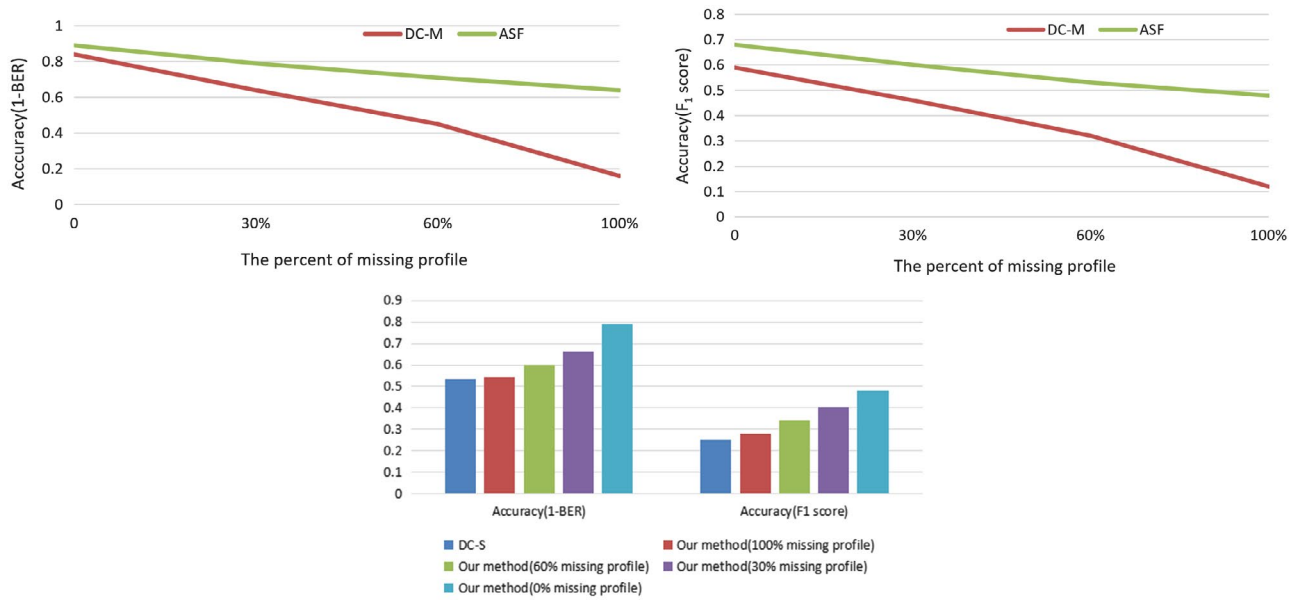 Acccuracy(1-BER)
1
0.8
0.6
0.4
0.2
0
DC-M ASF
0 30% 60% 100%
The percent of missing profile
Accuracy(F₁ score)
0.8
0.7
0.6
0.5
0.4
0.3
0.2
0.1
0
DC-M ASF
0 30% 60% 100%
The percent of missing profile
0.9
0.8
0.7
0.6
0.5
0.4
0.3
0.2
0.1
0
Accuracy(1-BER) Accuracy(F1 score)
DC-S Our method(100% missing profile)
Our method(60% missing profile) Our method(30% missing profile)
Our method(0% missing profile)